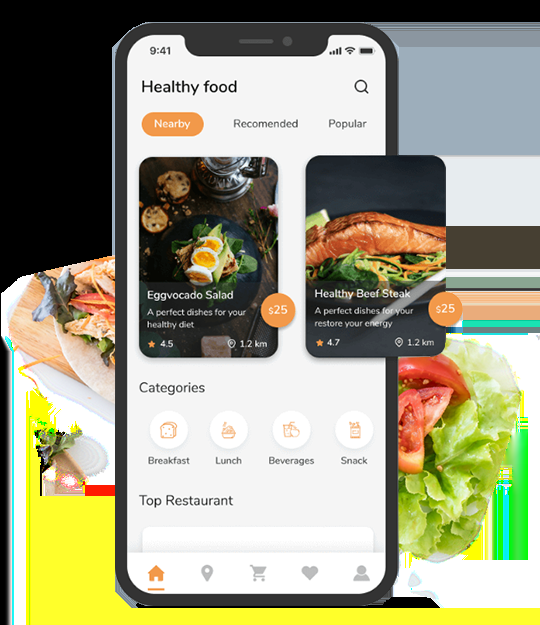 9:41
Healthy food
Nearby Recomended Popular
Eggvocado Salad
A perfect dishes for your
healthy diet
$25
4.5 1.2 km
Healthy Beef Steak
A perfect dishes for your
restore your energy
$25
4.7 1.2 km
Categories
Breakfast Lunch Beverages Snack
Top Restaurant